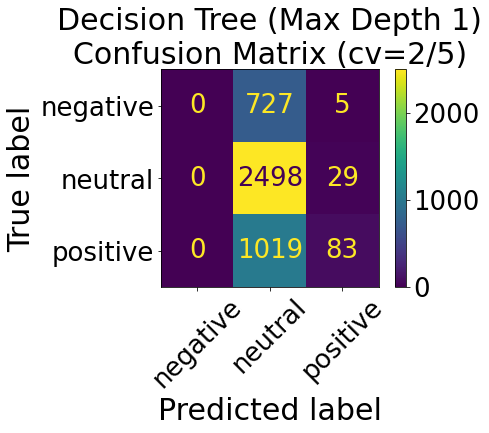 Decision Tree (Max Depth 1)
Confusion Matrix (cv=2/5)
True label
negative 0 727 5
neutral 0 2498 29
positive 0 1019 83
negative neutral positive
Predicted label
2000
1000
0